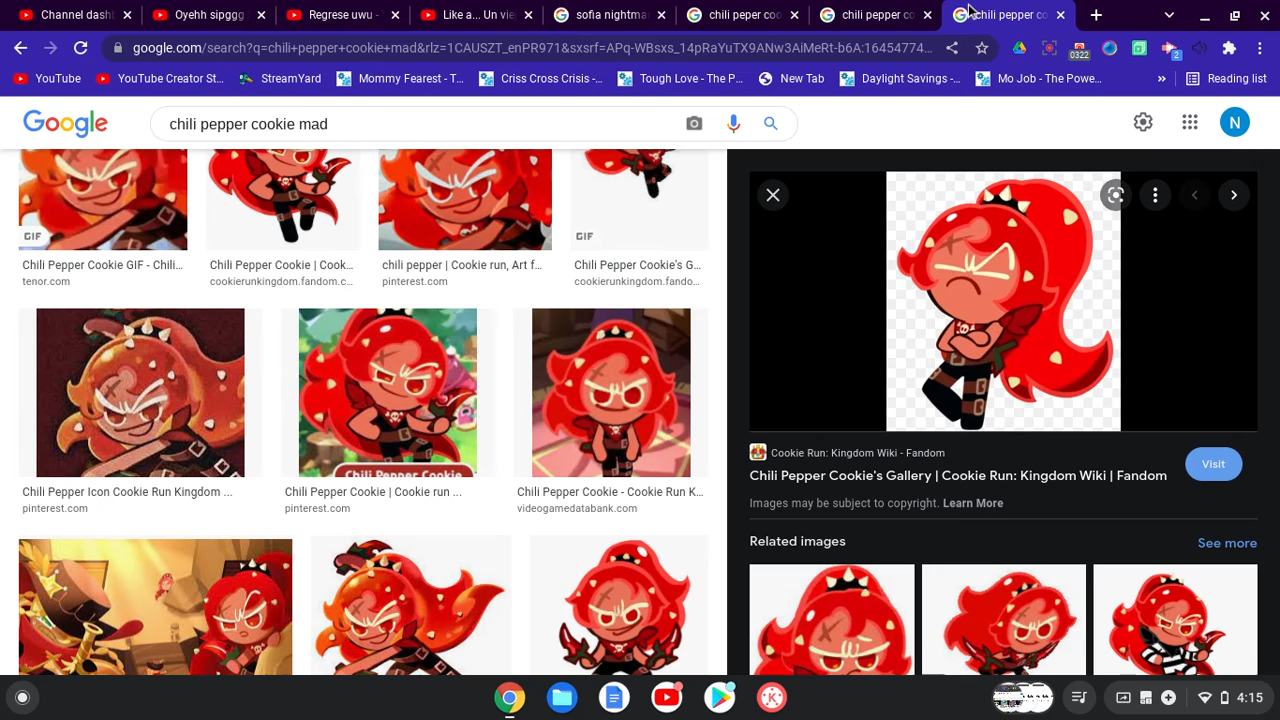 Channel dash
Oyehh sipggg
Regrese uwu -
Like a... Un vie
sofia nightma
chili peper coo
chili pepper co
chili pepper co
google.com/search?q=chili+pepper+cookie+mad&rlz=1CAUSZT_enPR971&sxsrf=APq-WBsxs_14pRaYuTX9ANw3AiMeRt-b6A:16454774...
0322
2
YouTube
YouTube Creator St...
StreamYard
Mommy Fearest - T...
Criss Cross Crisis -...
Tough Love - The P...
New Tab
Daylight Savings -...
Mo Job - The Powe...
»
Reading list
Google
chili pepper cookie mad
N
GIF
GIF
Chili Pepper Cookie GIF - Chili...
tenor.com
Chili Pepper Cookie | Cook...
cookierunkingdom.fandom.c...
chili pepper | Cookie run, Art f...
pinterest.com
Chili Pepper Cookie's G...
cookierunkingdom.fando...
Chili Pepper Cookie
Chili Pepper Icon Cookie Run Kingdom ...
pinterest.com
Chili Pepper Cookie | Cookie run ...
pinterest.com
Chili Pepper Cookie - Cookie Run K...
videogamedatabank.com
Cookie Run: Kingdom Wiki - Fandom
Chili Pepper Cookie's Gallery | Cookie Run: Kingdom Wiki | Fandom
Visit
Images may be subject to copyright. Learn More
Related images
See more
4:15